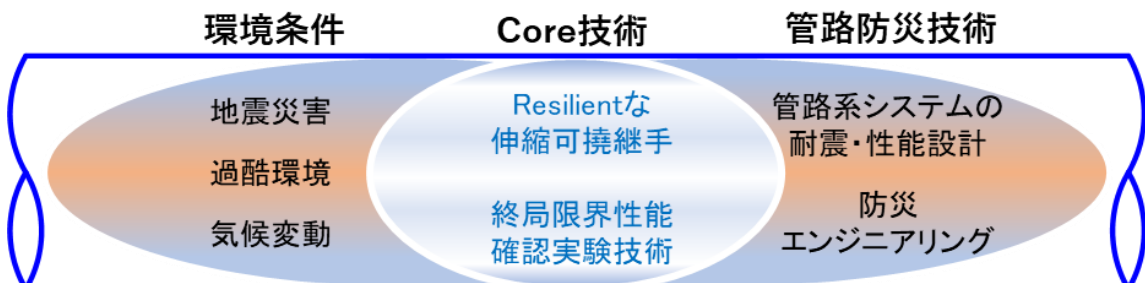 環境条件
Core技術
管路防災技術
地震災害
過酷環境
気候変動
Resilientな
伸縮可撓継手
終局限界性能
確認実験技術
管路系システムの
耐震・性能設計
防災
エンジニアリング